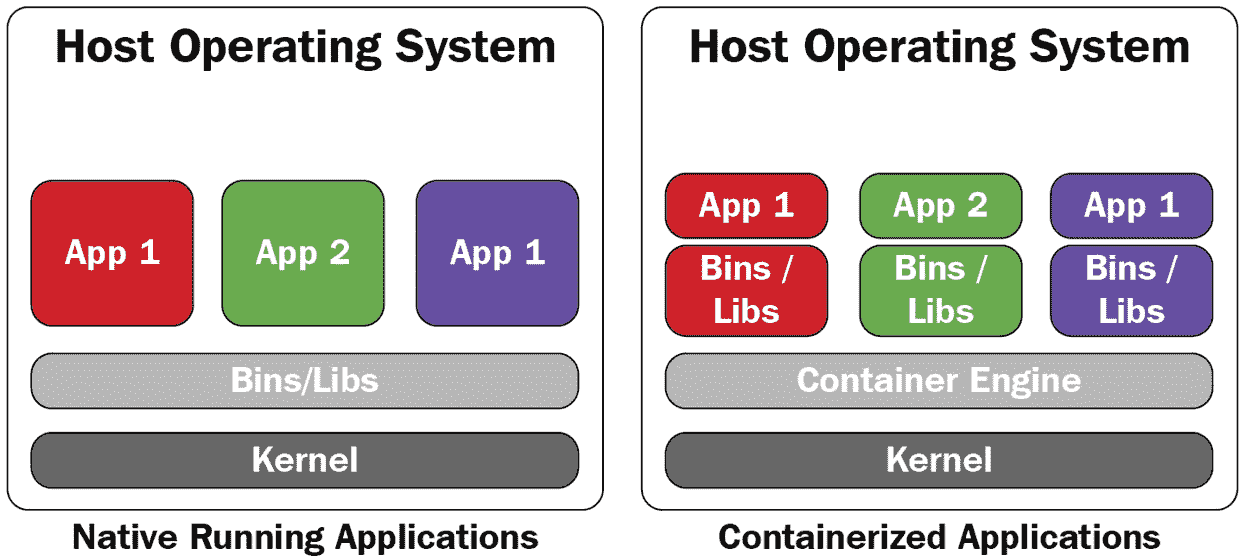 Host Operating System
App 1
App 2
App 1
Bins/Libs
Kernel
Native Running Applications
Host Operating System
App 1
App 2
App 1
Bins /
Libs
Bins /
Libs
Bins /
Libs
Container Engine
Kernel
Containerized Applications